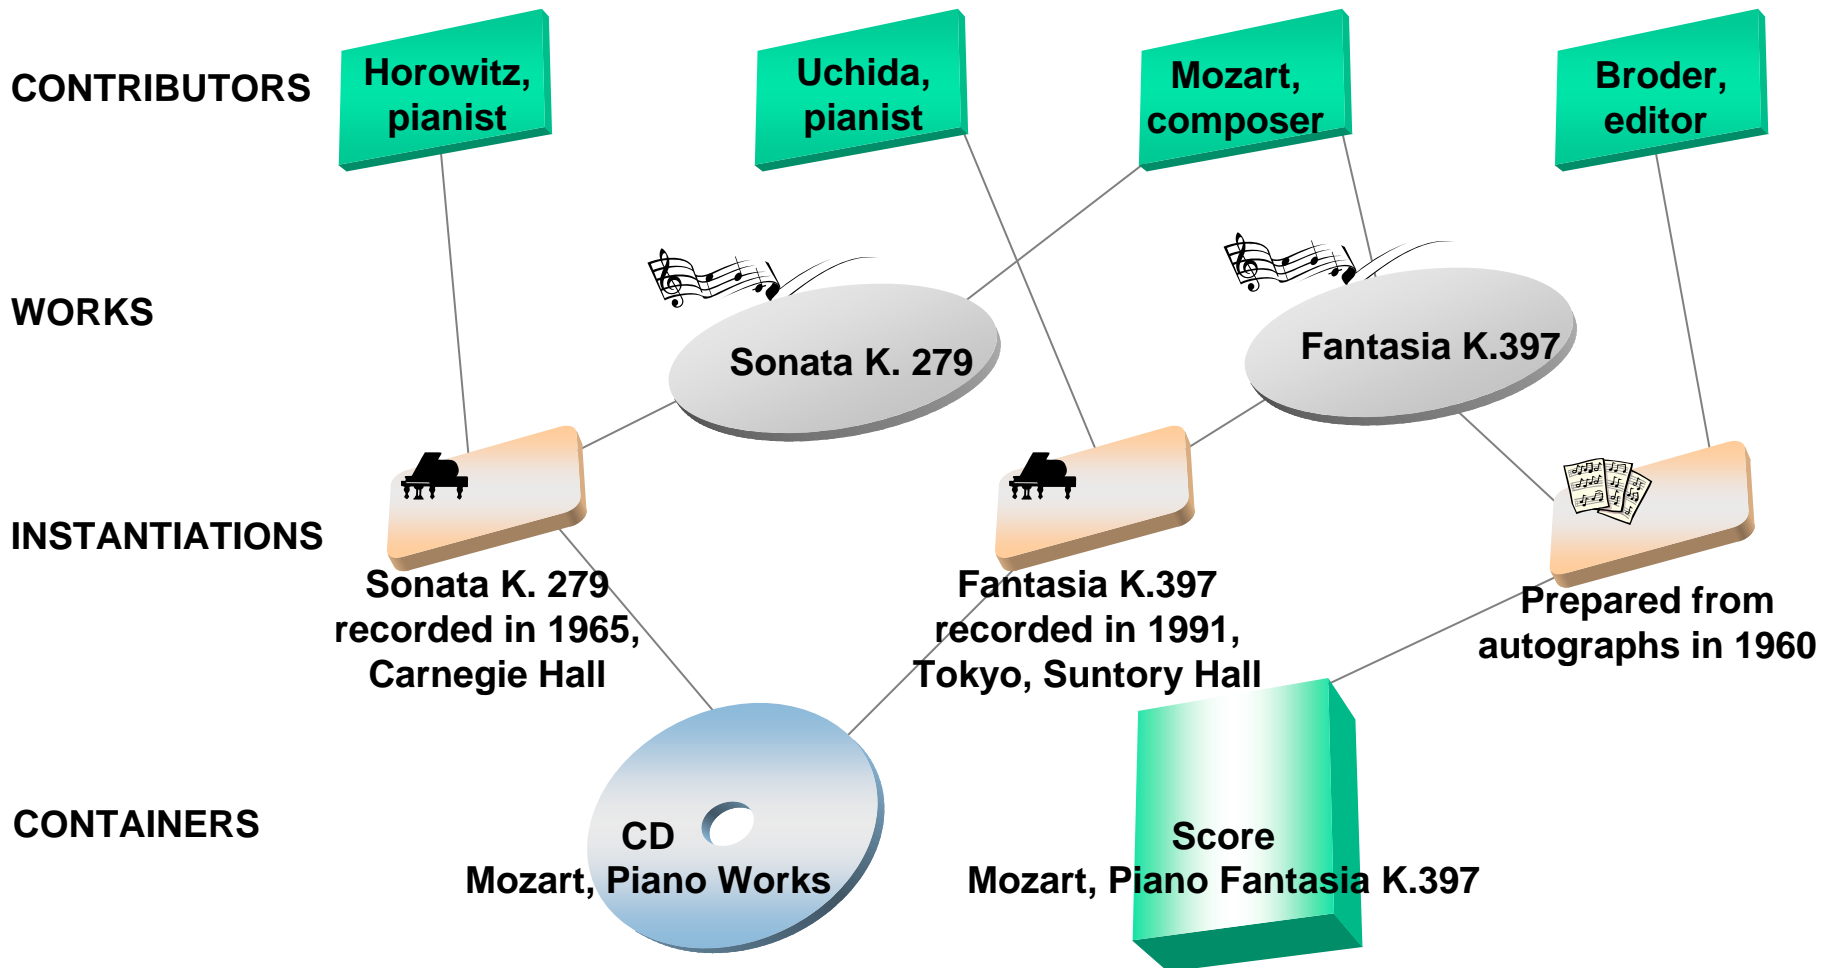 CONTRIBUTORS
Horowitz,
pianist
Uchida,
pianist
Mozart,
composer
Broder,
editor
WORKS
Sonata K. 279
Fantasia K.397
INSTANTIATIONS
Sonata K. 279
recorded in 1965,
Carnegie Hall
Fantasia K.397
recorded in 1991,
Tokyo, Suntory Hall
Prepared from
autographs in 1960
CONTAINERS
CD
Mozart, Piano Works
Score
Mozart, Piano Fantasia K.397